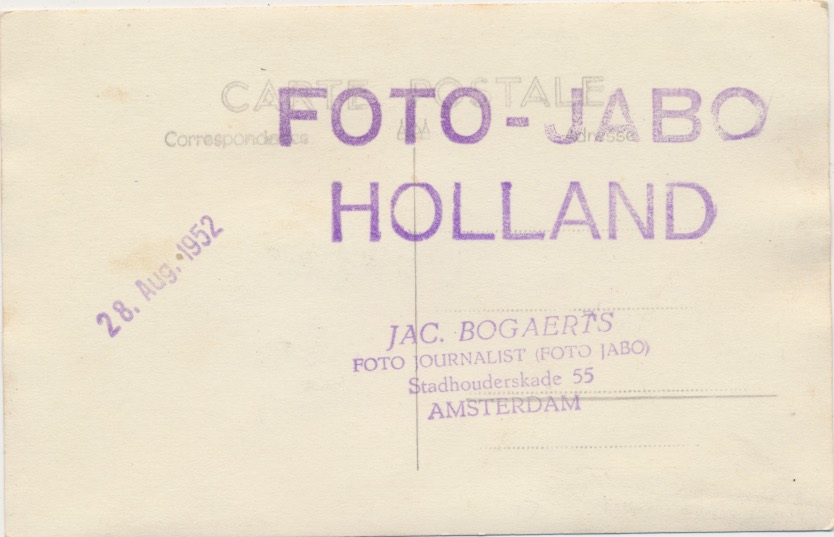 CARTE POSTALE
Correspondance Adresse
FOTO-JABO
HOLLAND
28. Aug. 1952
JAC. BOGAERTS
FOTO JOURNALIST (FOTO JABO)
Stadhouderskade 55
AMSTERDAM